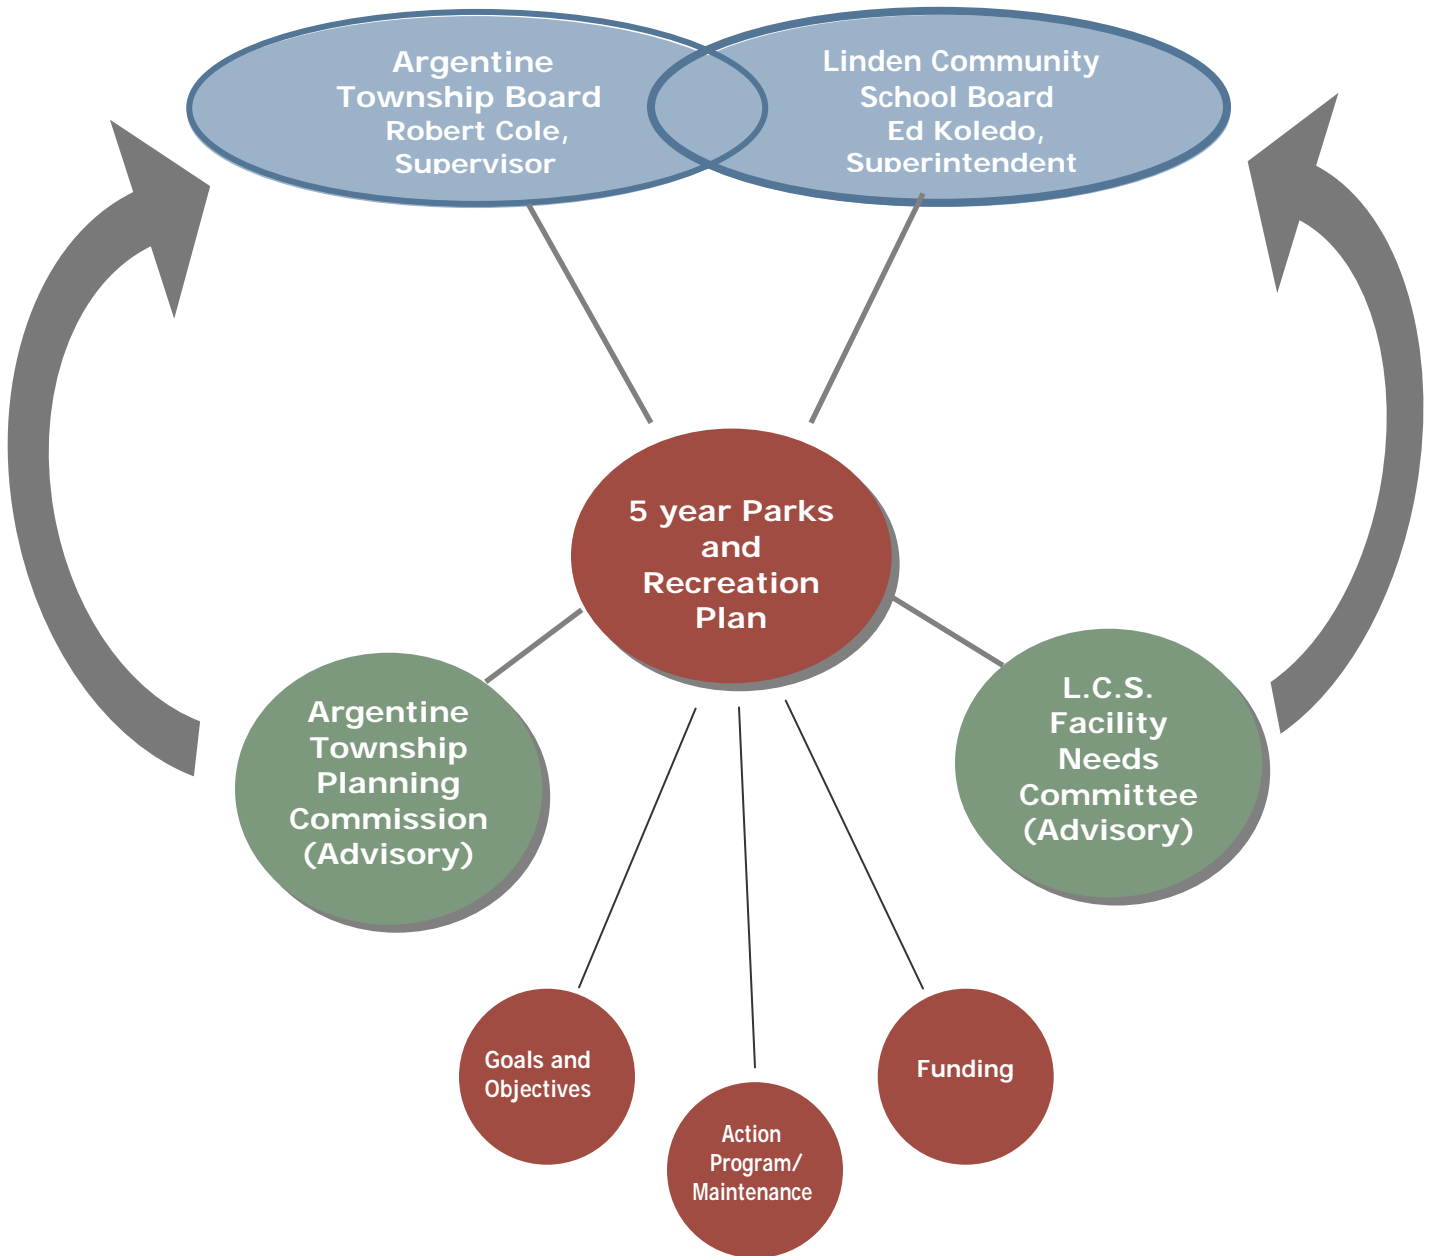 Argentine
Township Board
Robert Cole,
Supervisor
Linden Community
School Board
Ed Koledo,
Superintendent
5 year Parks
and
Recreation
Plan
Argentine
Township
Planning
Commission
(Advisory)
L.C.S.
Facility
Needs
Committee
(Advisory)
Goals and
Objectives
Action
Program/
Maintenance
Funding